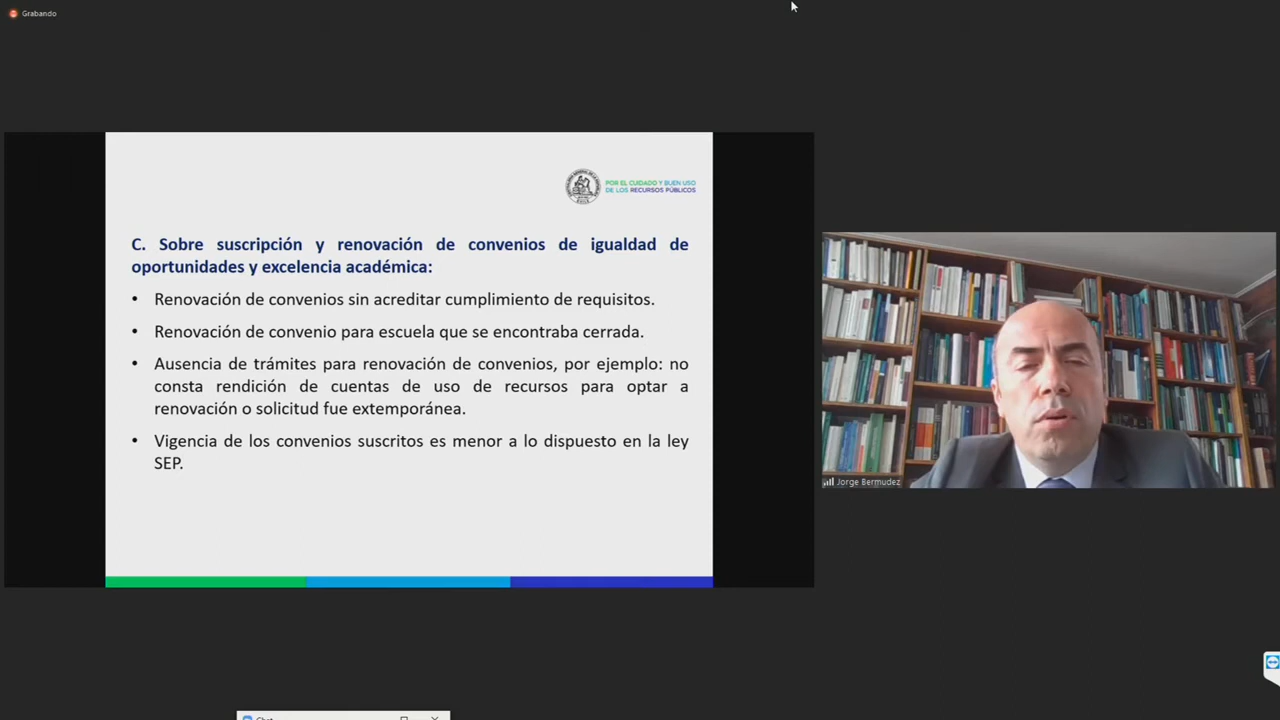 Grabando
POR EL CUIDADO Y BUEN USO
DE LOS RECURSOS PÚBLICOS
C. Sobre suscripción y renovación de convenios de igualdad de
oportunidades y excelencia académica:
• Renovación de convenios sin acreditar cumplimiento de requisitos.
• Renovación de convenio para escuela que se encontraba cerrada.
• Ausencia de trámites para renovación de convenios, por ejemplo: no
consta rendición de cuentas de uso de recursos para optar a
renovación o solicitud fue extemporánea.
• Vigencia de los convenios suscritos es menor a lo dispuesto en la ley
SEP.
Jorge Bermudez